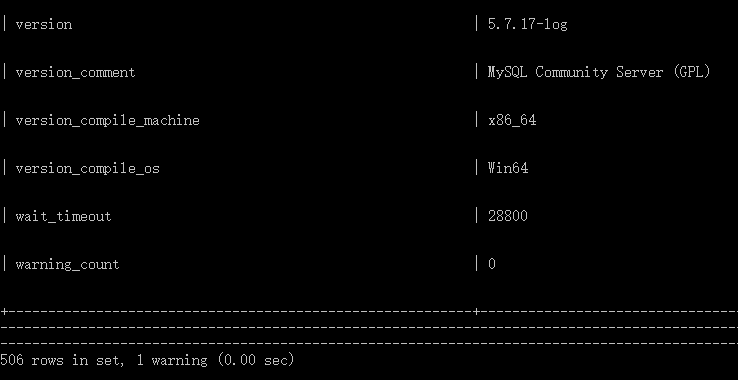 | version | 5.7.17-log
| version_comment | MySQL Community Server (GPL)
| version_compile_machine | x86_64
| version_compile_os | Win64
| wait_timeout | 28800
| warning_count | 0
506 rows in set, 1 warning (0.00 sec)